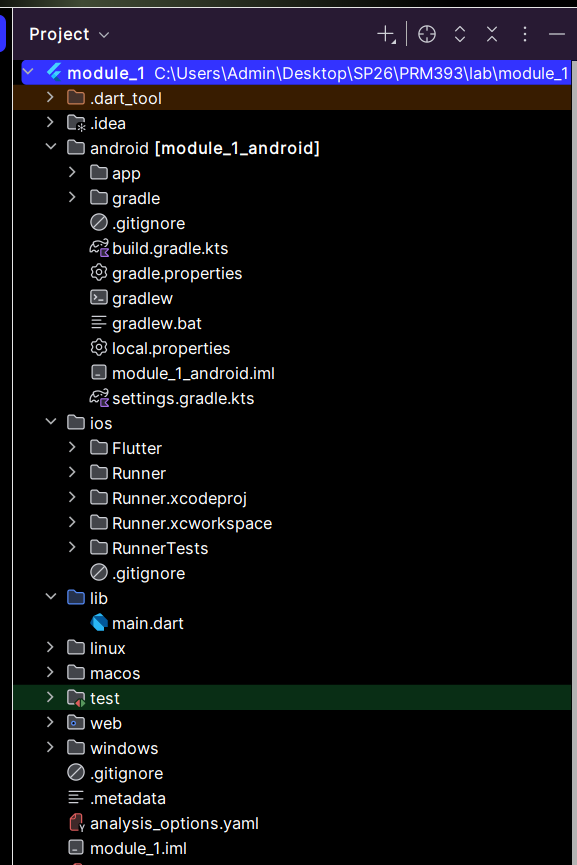 Project
module_1 C:\Users\Admin\Desktop\SP26\PRM393\lab\module_1
.dart_tool
.idea
android [module_1_android]
app
gradle
.gitignore
build.gradle.kts
gradle.properties
gradlew
gradlew.bat
local.properties
module_1_android.iml
settings.gradle.kts
ios
Flutter
Runner
Runner.xcodeproj
Runner.xcworkspace
RunnerTests
.gitignore
lib
main.dart
linux
macos
test
web
windows
.gitignore
.metadata
analysis_options.yaml
module_1.iml